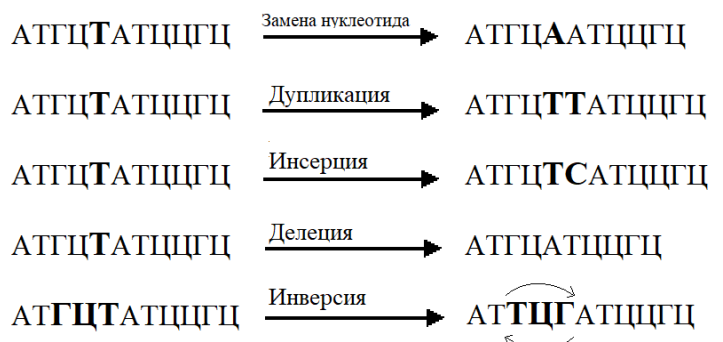 АТГЦТАТЦЦГЦ Замена нуклеотида АТГЦААТЦЦГЦ
АТГЦТАТЦЦГЦ Дупликация АТГЦТТАТЦЦГЦ
АТГЦТАТЦЦГЦ Инсерция АТГЦТСАТЦЦГЦ
АТГЦТАТЦЦГЦ Делеция АТГЦАТЦЦГЦ
АТГЦТАТЦЦГЦ Инверсия АТТЦГАТЦЦГЦ